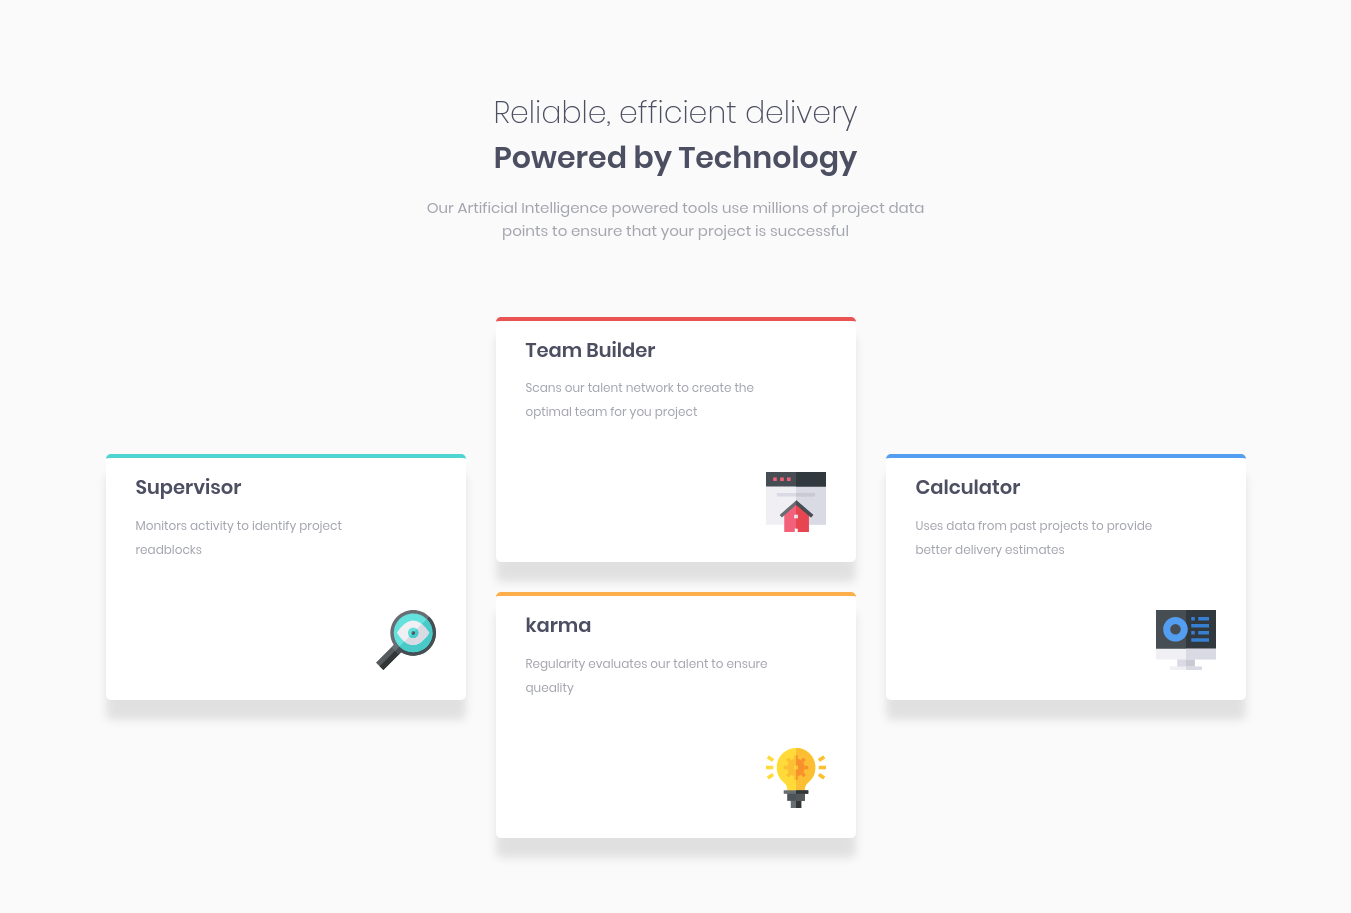 Reliable, efficient delivery
Powered by Technology
Our Artificial Intelligence powered tools use millions of project data
points to ensure that your project is successful
Team Builder
Scans our talent network to create the
optimal team for you project
Supervisor
Monitors activity to identify project
readblocks
Calculator
Uses data from past projects to provide
better delivery estimates
karma
Regularity evaluates our talent to ensure
queality